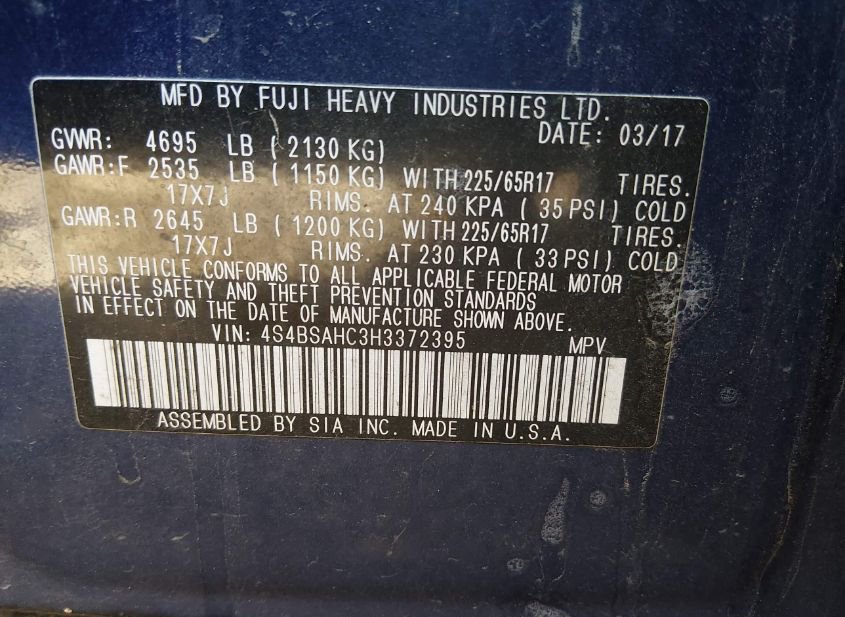 MFD BY FUJI HEAVY INDUSTRIES LTD.
DATE: 03/17
GVWR: 4695 LB ( 2130 KG)
GAWR:F 2535 LB ( 1150 KG) WITH 225/65R17 TIRES.
17X7J RIMS. AT 240 KPA ( 35 PSI) COLD
GAWR:R 2645 LB ( 1200 KG) WITH 225/65R17 TIRES.
17X7J RIMS. AT 230 KPA ( 33 PSI) COLD
THIS VEHICLE CONFORMS TO ALL APPLICABLE FEDERAL MOTOR
VEHICLE SAFETY AND THEFT PREVENTION STANDARDS
IN EFFECT ON THE DATE OF MANUFACTURE SHOWN ABOVE.
VIN: 4S4BSAHC3H3372395 MPV
ASSEMBLED BY SIA INC. MADE IN U.S.A.